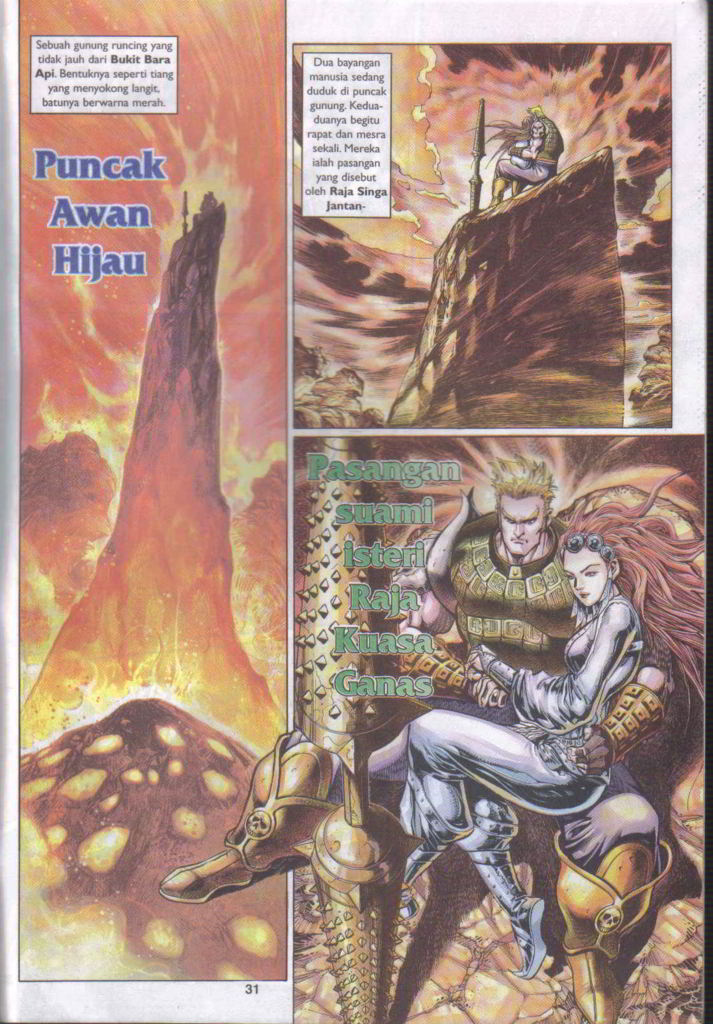 Sebuah gunung runcing yang
tidak jauh dari Bukit Bara
Api. Bentuknya seperti tiang
yang menyokong langit,
batunya berwarna merah.
Puncak
Awan
Hijau
Dua bayangan
manusia sedang
duduk di puncak
gunung. Kedua-
duanya begitu
rapat dan mesra
sekali. Mereka
ialah pasangan
yang disebut
oleh Raja Singa
Jantan-
Pasangan
suami
isteri
Raja
Kuasa
Ganas
31